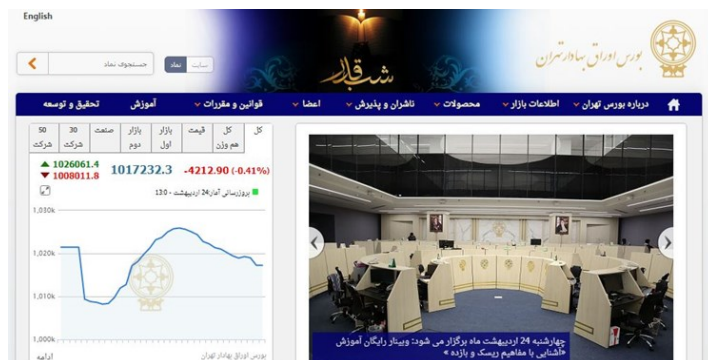 English
بورس اوراق بهادار تهران
شب قدر
جستجوی نماد
نماد
سایت
درباره بورس تهران
اطلاعات بازار
محصولات
ناشران و پذیرش
اعضا
قوانین و مقررات
آموزش
تحقیق و توسعه
کل
کل هم وزن
قیمت
بازار اول
بازار دوم
صنعت
30 شرکت
50 شرکت
1026061.4
1008011.8
1017232.3
-4212.90 (-0.41%)
بروزرسانی آمار:24 اردیبهشت - 13:0
1,030k
1,020k
1,010k
1,000k
بورس اوراق بهادار تهران
ادامه
چهارشنبه 24 اردیبهشت ماه برگزار می شود: وبینار رایگان آموزش
«آشنایی با مفاهیم ریسک و بازده »